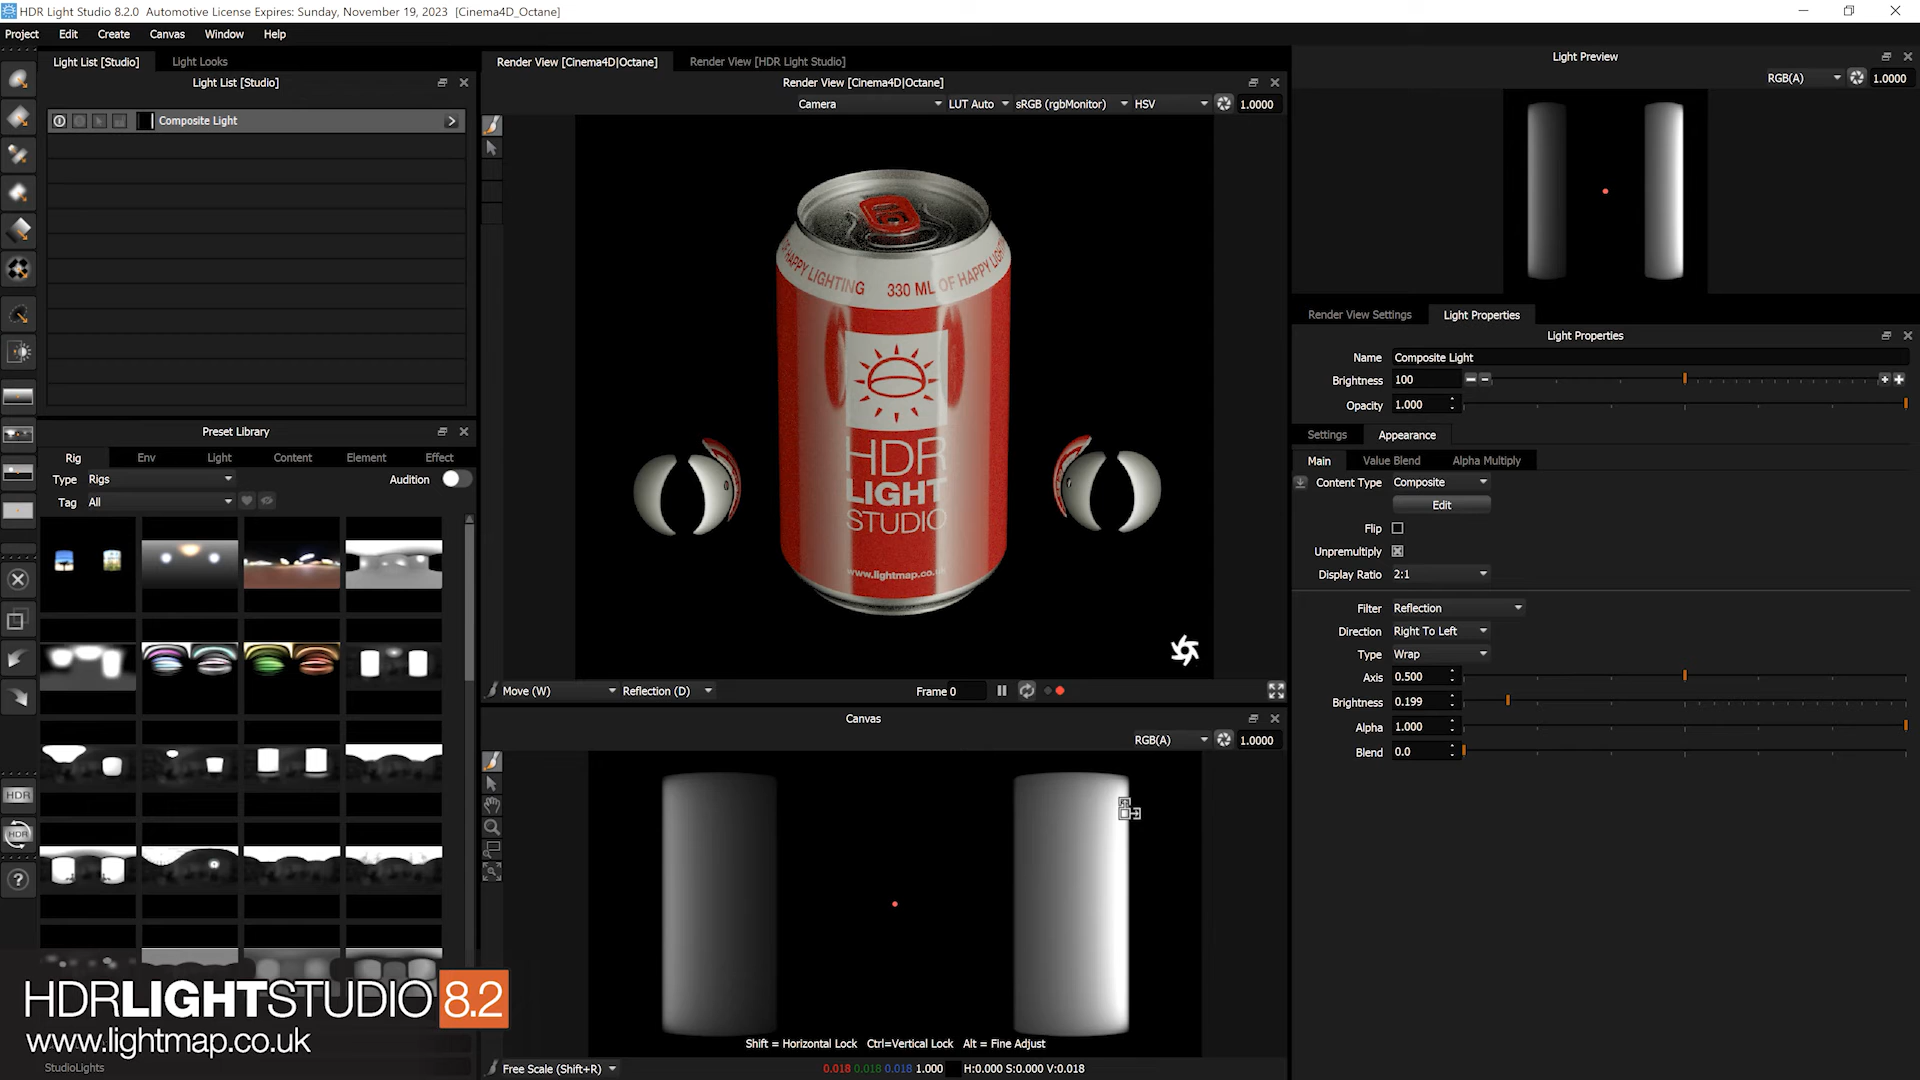 HDR Light Studio 8.2.0 Automotive License Expires: Sunday, November 19, 2023 [Cinema4D_Octane]
Project Edit Create Canvas Window Help
Light List [Studio] Light Looks
Light List [Studio]
Composite Light
Preset Library
Rig Env Light Content Element Effect
Type Rigs Audition
Tag All
HDR
HDR
HDRLIGHTSTUDIO 8.2
www.lightmap.co.uk
StudioLights
Render View [Cinema4D|Octane] Render View [HDR Light Studio]
Render View [Cinema4D|Octane]
Camera LUT Auto sRGB (rgbMonitor) HSV 1.0000
OF HAPPY LIGHTING 330 ML OF HAPPY LIGH
HDR
LIGHT
STUDIO
www.lightmap.co.uk
Move (W) Reflection (D) Frame 0
Canvas
RGB(A) 1.0000
Shift = Horizontal Lock Ctrl=Vertical Lock Alt = Fine Adjust
Free Scale (Shift+R) 0.018 0.018 0.018 1.000 H:0.000 S:0.000 V:0.018
Light Preview
RGB(A) 1.0000
Render View Settings Light Properties
Light Properties
Name Composite Light
Brightness 100
Opacity 1.000
Settings Appearance
Main Value Blend Alpha Multiply
Content Type Composite
Edit
Flip
Unpremultiply
Display Ratio 2:1
Filter Reflection
Direction Right To Left
Type Wrap
Axis 0.500
Brightness 0.199
Alpha 1.000
Blend 0.0